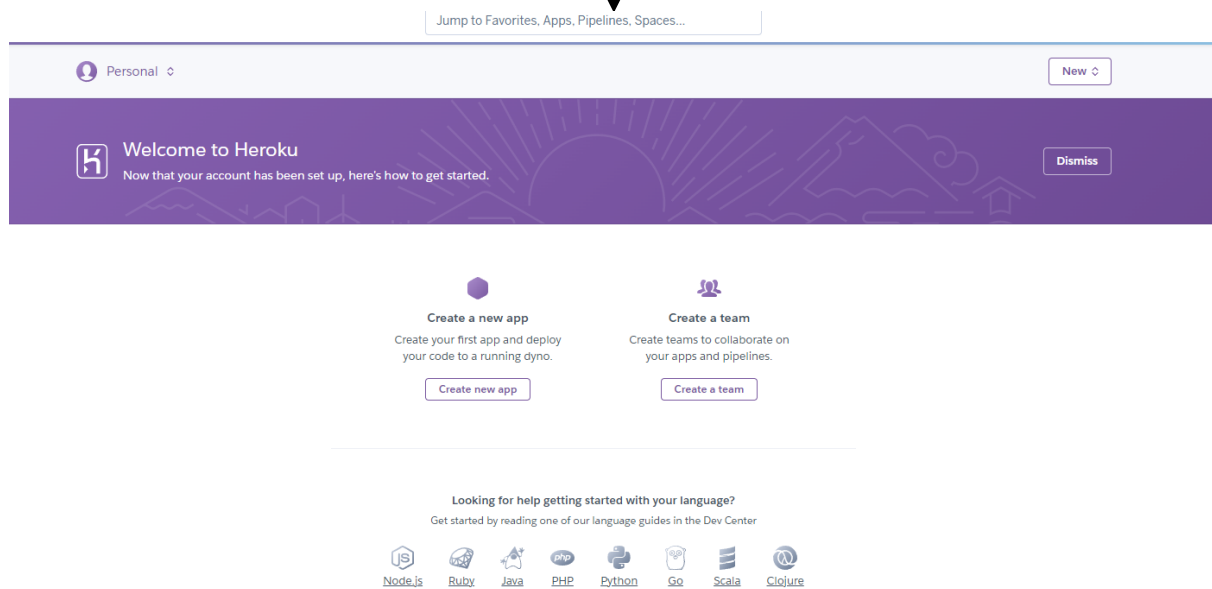 Jump to Favorites, Apps, Pipelines, Spaces...
Personal
New
Welcome to Heroku
Now that your account has been set up, here's how to get started.
Dismiss
Create a new app
Create your first app and deploy
your code to a running dyno.
Create new app
Create a team
Create teams to collaborate on
your apps and pipelines.
Create a team
Looking for help getting started with your language?
Get started by reading one of our language guides in the Dev Center
JS
php
Node.js
Ruby
Java
PHP
Python
Go
Scala
Clojure